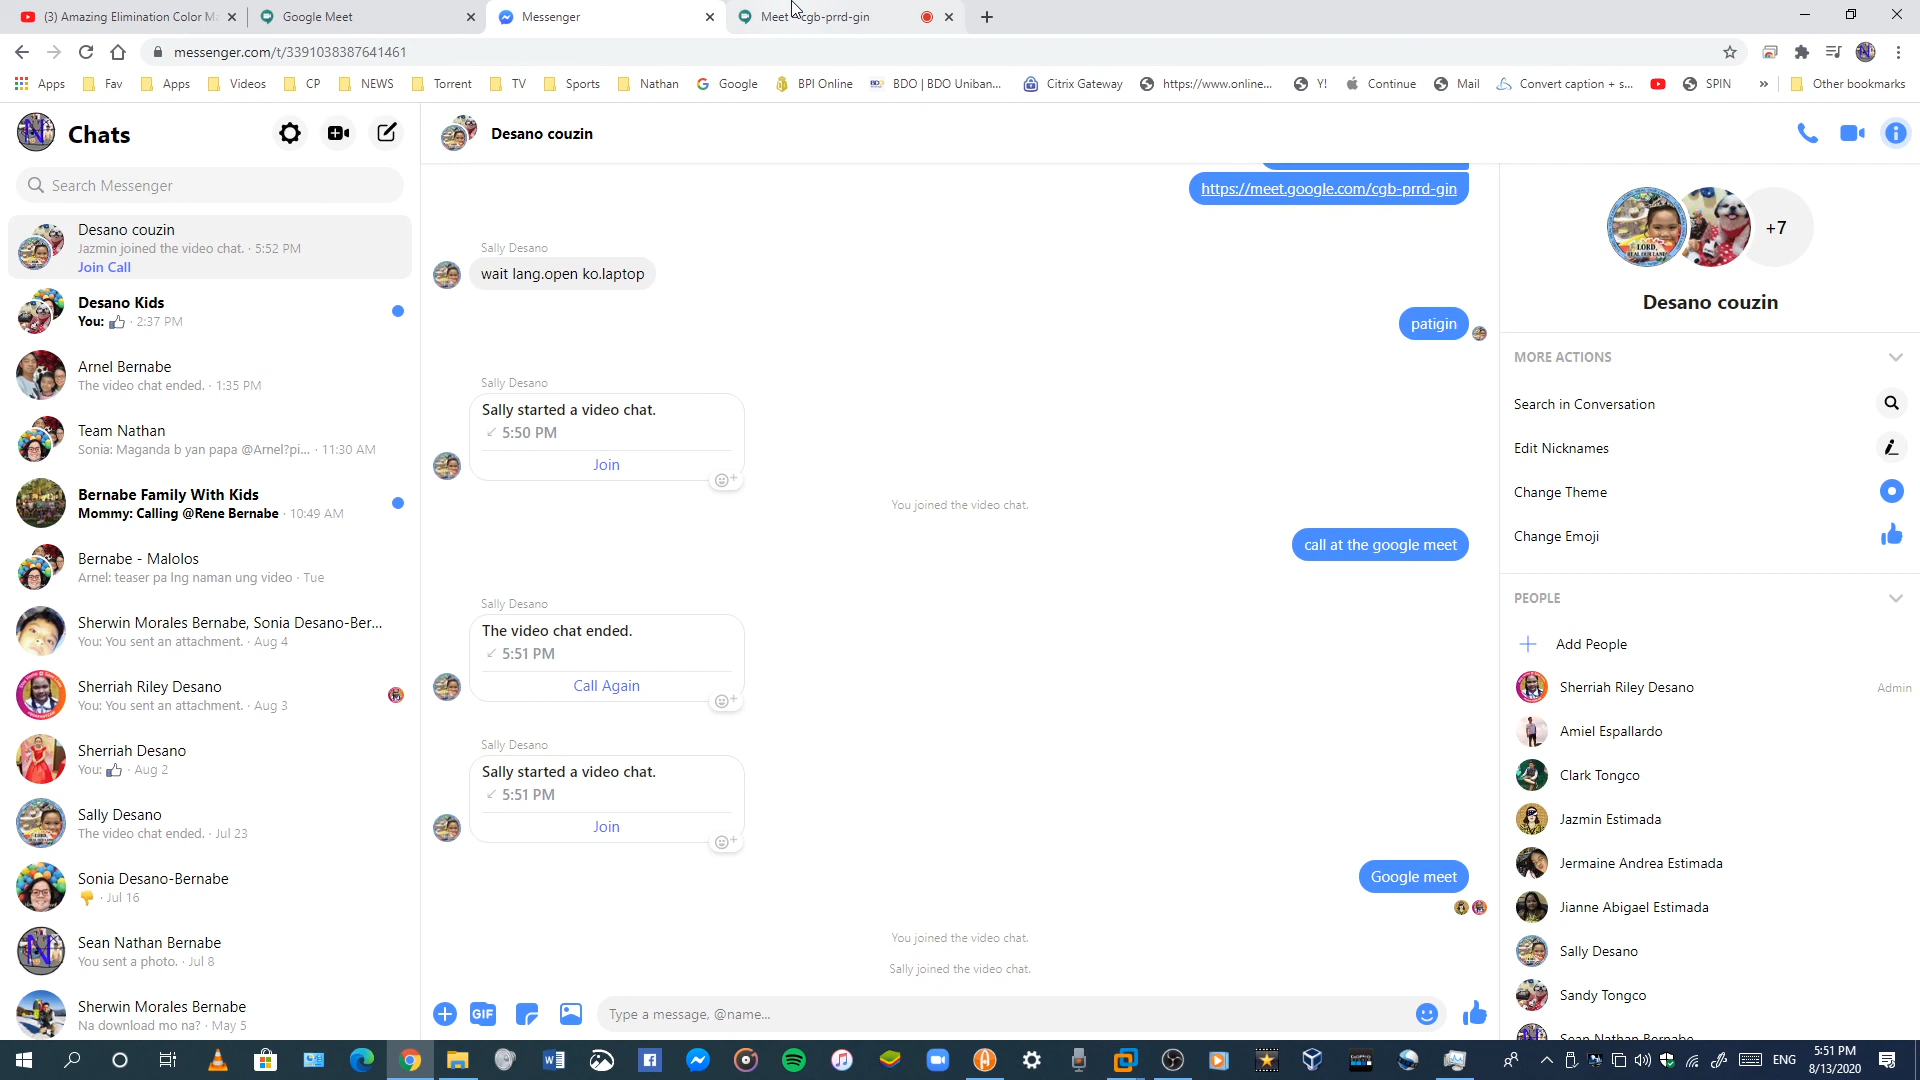 (3) Amazing Elimination Color Ma
Google Meet
Messenger
Meet - cgb-prrd-gin
messenger.com/t/3391038387641461
Apps
Fav
Apps
Videos
CP
NEWS
Torrent
TV
Sports
Nathan
Google
BPI Online
BDO | BDO Uniban...
Citrix Gateway
https://www.online...
Y!
Continue
Mail
Convert caption + s...
SPIN
»
Other bookmarks
Chats
Search Messenger
Desano couzin
Jazmin joined the video chat. · 5:52 PM
Join Call
Desano Kids
You: · 2:37 PM
Arnel Bernabe
The video chat ended. · 1:35 PM
Team Nathan
Sonia: Maganda b yan papa @Arnel?pi... · 11:30 AM
Bernabe Family With Kids
Mommy: Calling @Rene Bernabe · 10:49 AM
Bernabe - Malolos
Arnel: teaser pa lng naman ung video · Tue
Sherwin Morales Bernabe, Sonia Desano-Ber...
You: You sent an attachment. · Aug 4
Sherriah Riley Desano
You: You sent an attachment. · Aug 3
Sherriah Desano
You: · Aug 2
Sally Desano
The video chat ended. · Jul 23
Sonia Desano-Bernabe
· Jul 16
Sean Nathan Bernabe
You sent a photo. · Jul 8
Sherwin Morales Bernabe
Na download mo na? · May 5
Desano couzin
https://meet.google.com/cgb-prrd-gin
Sally Desano
wait lang.open ko.laptop
patigin
Sally Desano
Sally started a video chat.
5:50 PM
Join
You joined the video chat.
call at the google meet
Sally Desano
The video chat ended.
5:51 PM
Call Again
Sally Desano
Sally started a video chat.
5:51 PM
Join
Google meet
You joined the video chat.
Sally joined the video chat.
GIF
Type a message, @name...
+7
Desano couzin
MORE ACTIONS
Search in Conversation
Edit Nicknames
Change Theme
Change Emoji
PEOPLE
Add People
Sherriah Riley Desano
Admin
Amiel Espallardo
Clark Tongco
Jazmin Estimada
Jermaine Andrea Estimada
Jianne Abigael Estimada
Sally Desano
Sandy Tongco
Sean Nathan Bernabe
ENG
5:51 PM
8/13/2020